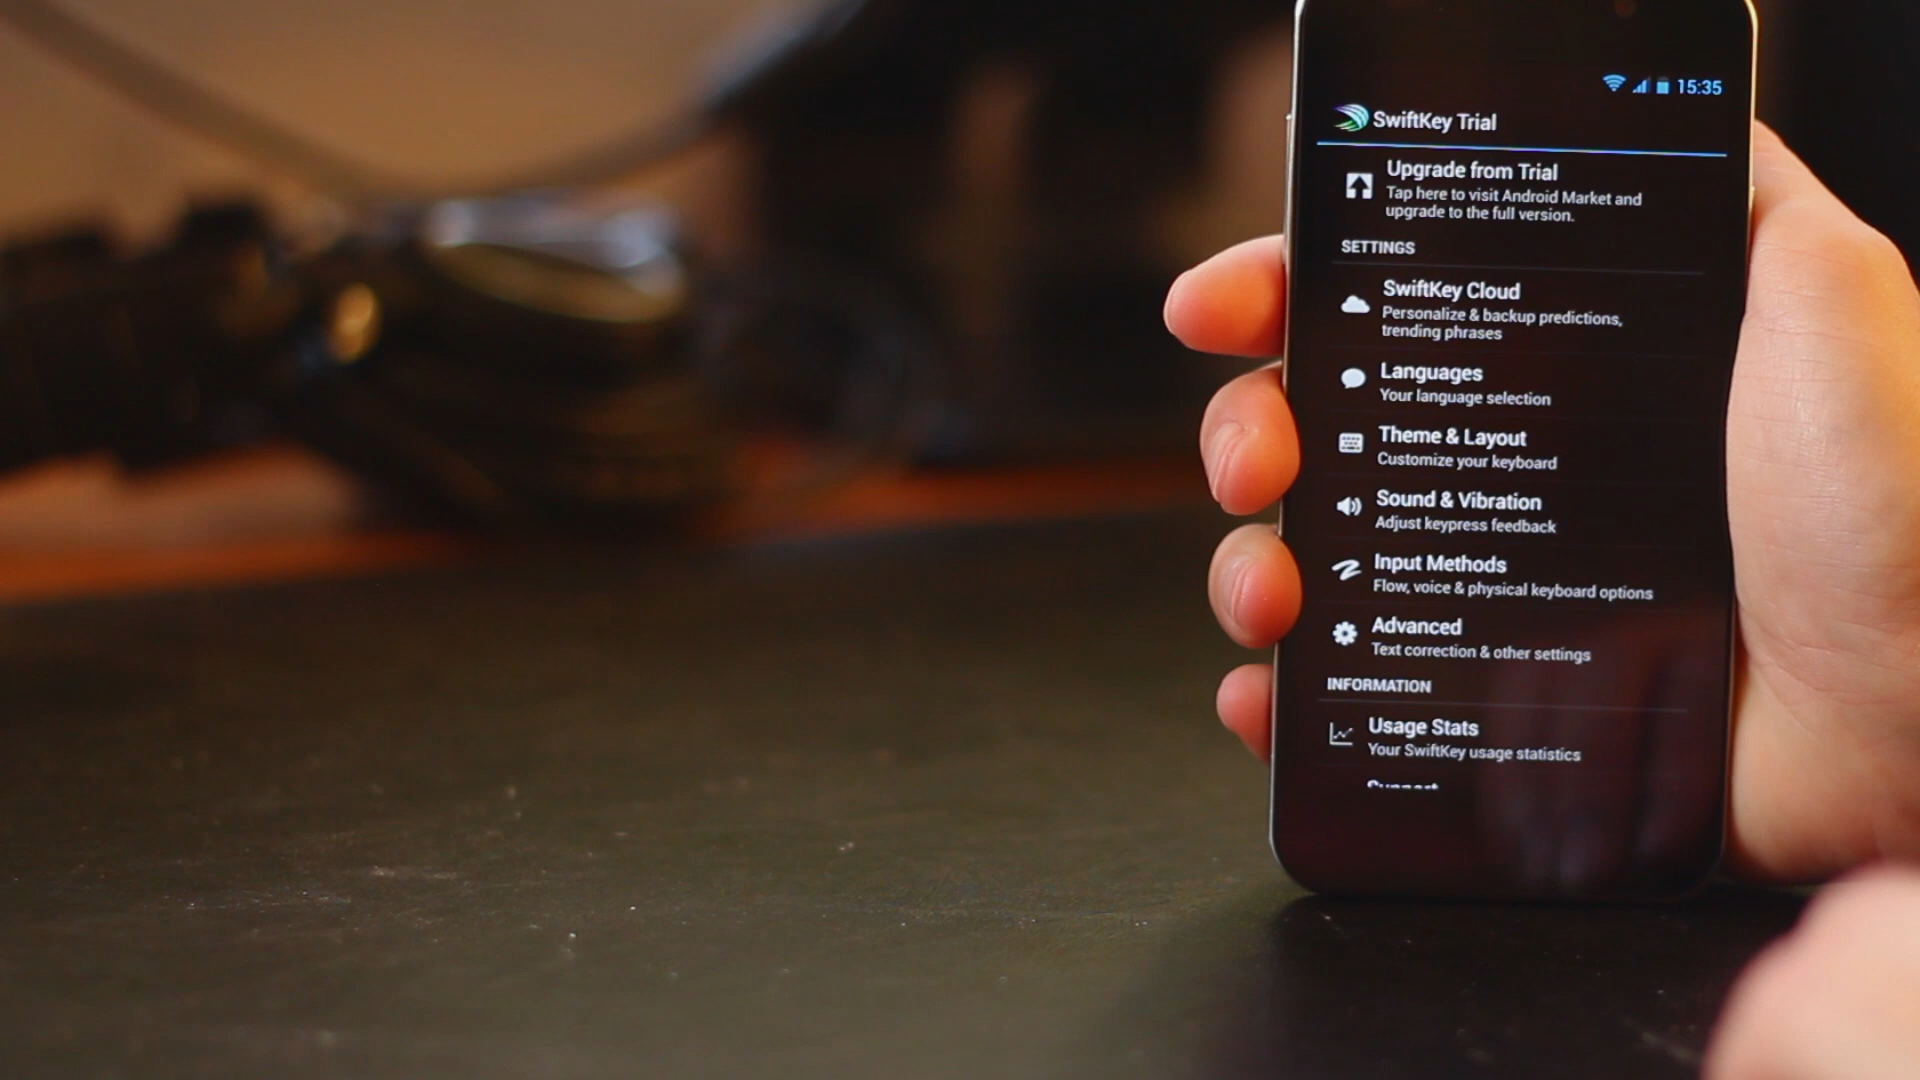 15:35
SwiftKey Trial
Upgrade from Trial
Tap here to visit Android Market and
upgrade to the full version.
SETTINGS
SwiftKey Cloud
Personalize & backup predictions,
trending phrases
Languages
Your language selection
Theme & Layout
Customize your keyboard
Sound & Vibration
Adjust keypress feedback
Input Methods
Flow, voice & physical keyboard options
Advanced
Text correction & other settings
INFORMATION
Usage Stats
Your SwiftKey usage statistics